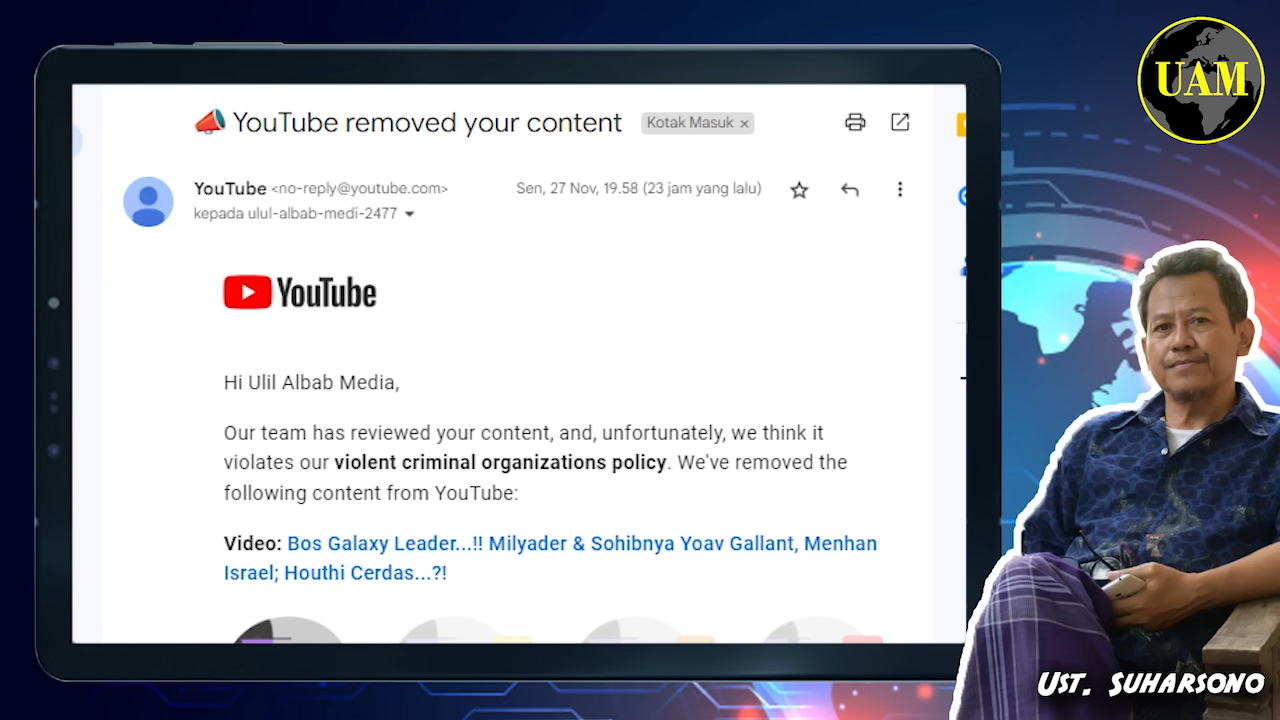 UAM
YouTube removed your content Kotak Masuk ×
YouTube <no-reply@youtube.com> Sen, 27 Nov, 19.58 (23 jam yang lalu)
kepada ulul-albab-medi-2477
YouTube
Hi Ulil Albab Media,
Our team has reviewed your content, and, unfortunately, we think it
violates our violent criminal organizations policy. We've removed the
following content from YouTube:
Video: Bos Galaxy Leader...!! Milyader & Sohibnya Yoav Gallant, Menhan
Israel; Houthi Cerdas...?!
Ust. Suharsono